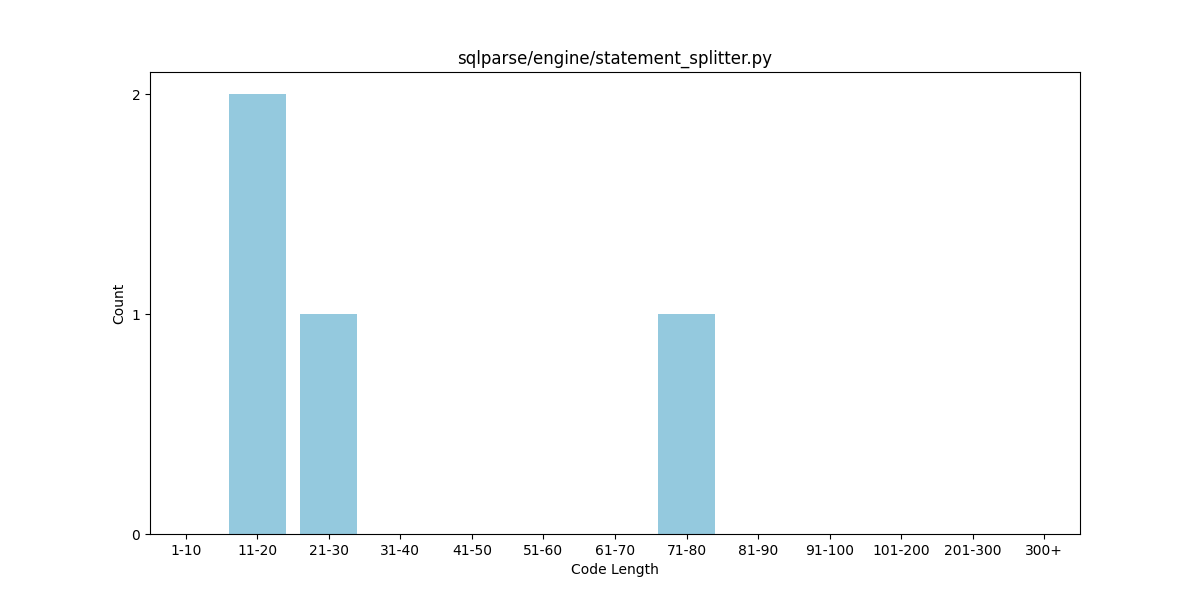 sqlparse/engine/statement_splitter.py
2
1
0
Count
1-10 11-20 21-30 31-40 41-50 51-60 61-70 71-80 81-90 91-100 101-200 201-300 300+
Code Length